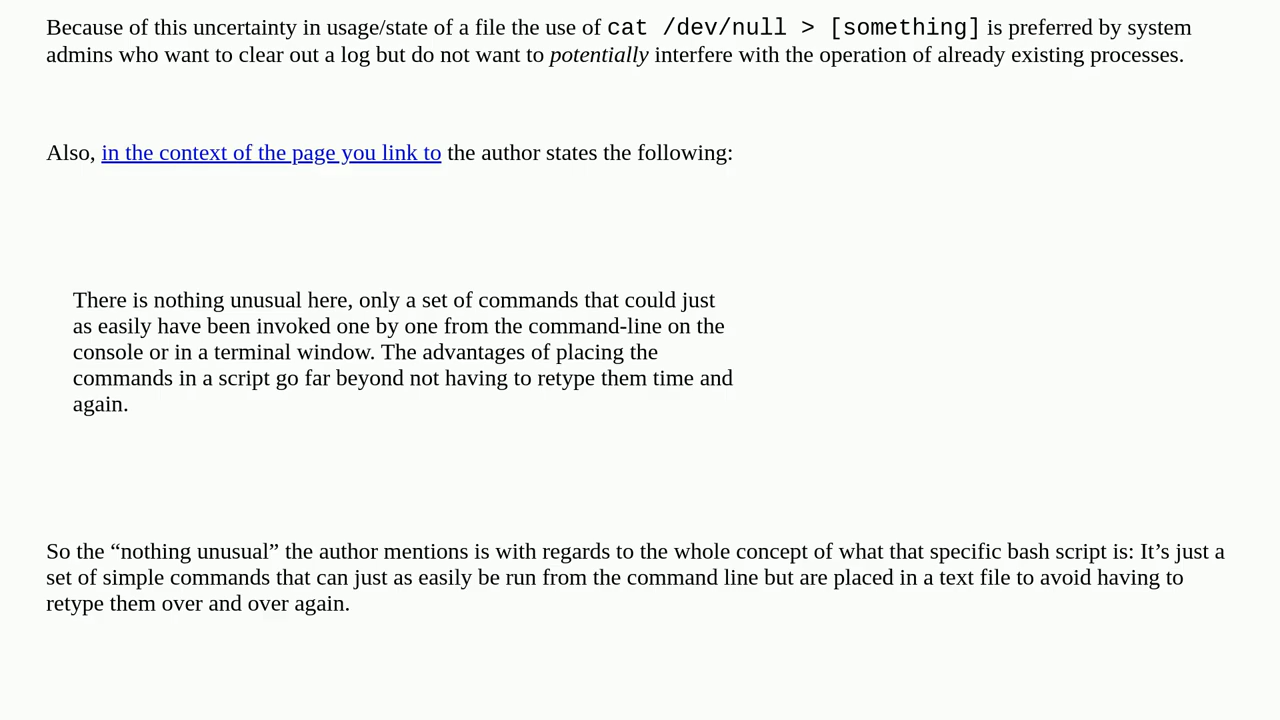 Because of this uncertainty in usage/state of a file the use of cat /dev/null > [something] is preferred by system
admins who want to clear out a log but do not want to potentially interfere with the operation of already existing processes.
Also, in the context of the page you link to the author states the following:
There is nothing unusual here, only a set of commands that could just
as easily have been invoked one by one from the command-line on the
console or in a terminal window. The advantages of placing the
commands in a script go far beyond not having to retype them time and
again.
So the “nothing unusual” the author mentions is with regards to the whole concept of what that specific bash script is: It’s just a
set of simple commands that can just as easily be run from the command line but are placed in a text file to avoid having to
retype them over and over again.